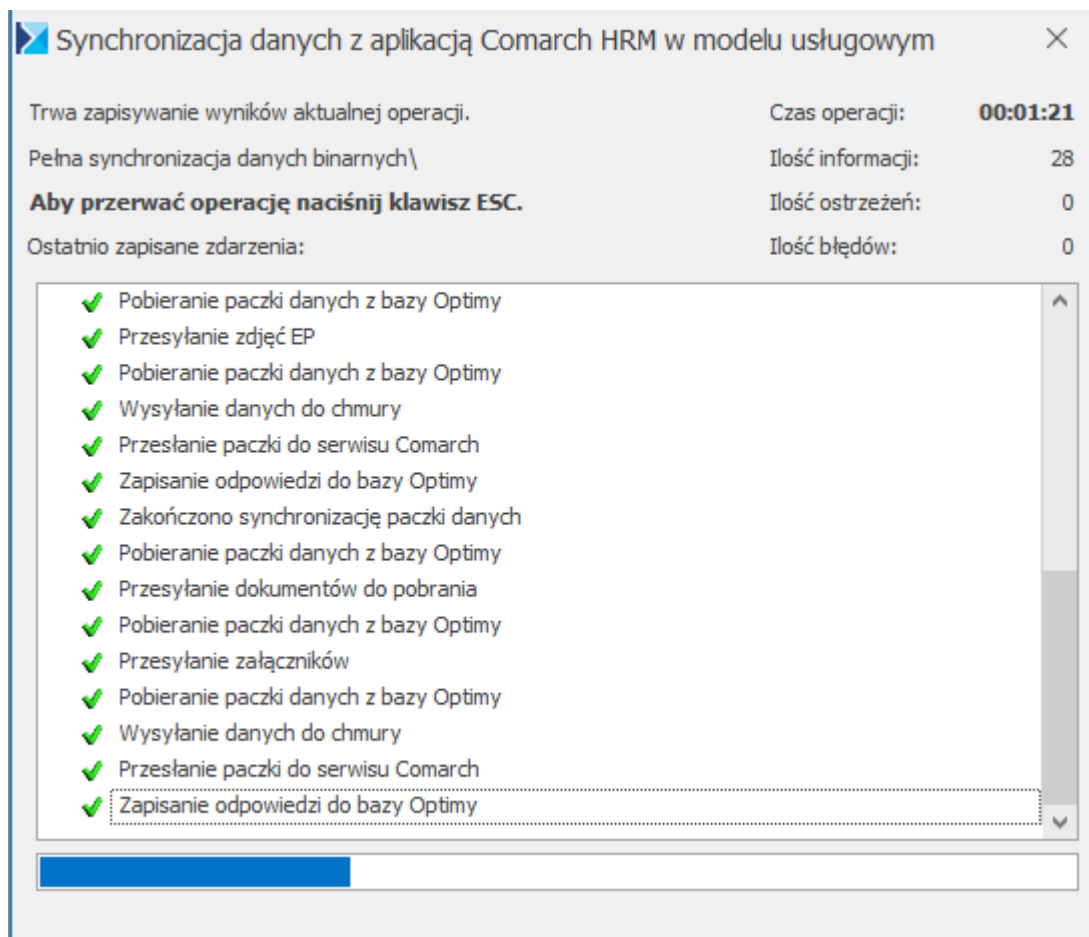 Synchronizacja danych z aplikacją Comarch HRM w modelu usługowym
Trwa zapisywanie wyników aktualnej operacji. Czas operacji: 00:01:21
Pełna synchronizacja danych binarnych\ Ilość informacji: 28
Aby przerwać operację naciśnij klawisz ESC. Ilość ostrzeżeń: 0
Ostatnio zapisane zdarzenia: Ilość błędów: 0
Pobieranie paczki danych z bazy Optimy
Przesyłanie zdjęć EP
Pobieranie paczki danych z bazy Optimy
Wysyłanie danych do chmury
Przesłanie paczki do serwisu Comarch
Zapisanie odpowiedzi do bazy Optimy
Zakończono synchronizację paczki danych
Pobieranie paczki danych z bazy Optimy
Przesyłanie dokumentów do pobrania
Pobieranie paczki danych z bazy Optimy
Przesyłanie załączników
Pobieranie paczki danych z bazy Optimy
Wysyłanie danych do chmury
Przesłanie paczki do serwisu Comarch
Zapisanie odpowiedzi do bazy Optimy